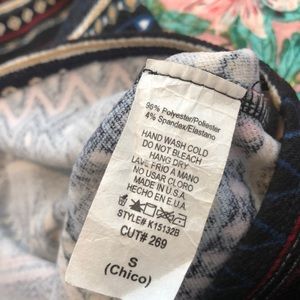 96% Polyester/Poliester
4% Spandex/Elastano
HAND WASH COLD
DO NOT BLEACH
HANG DRY
LAVE FRIO A MANO
NO USAR CLORO
MADE IN U.S.A.
HECHO EN E.U.A.
STYLE# K15132B
CUT# 269
S
(Chico)